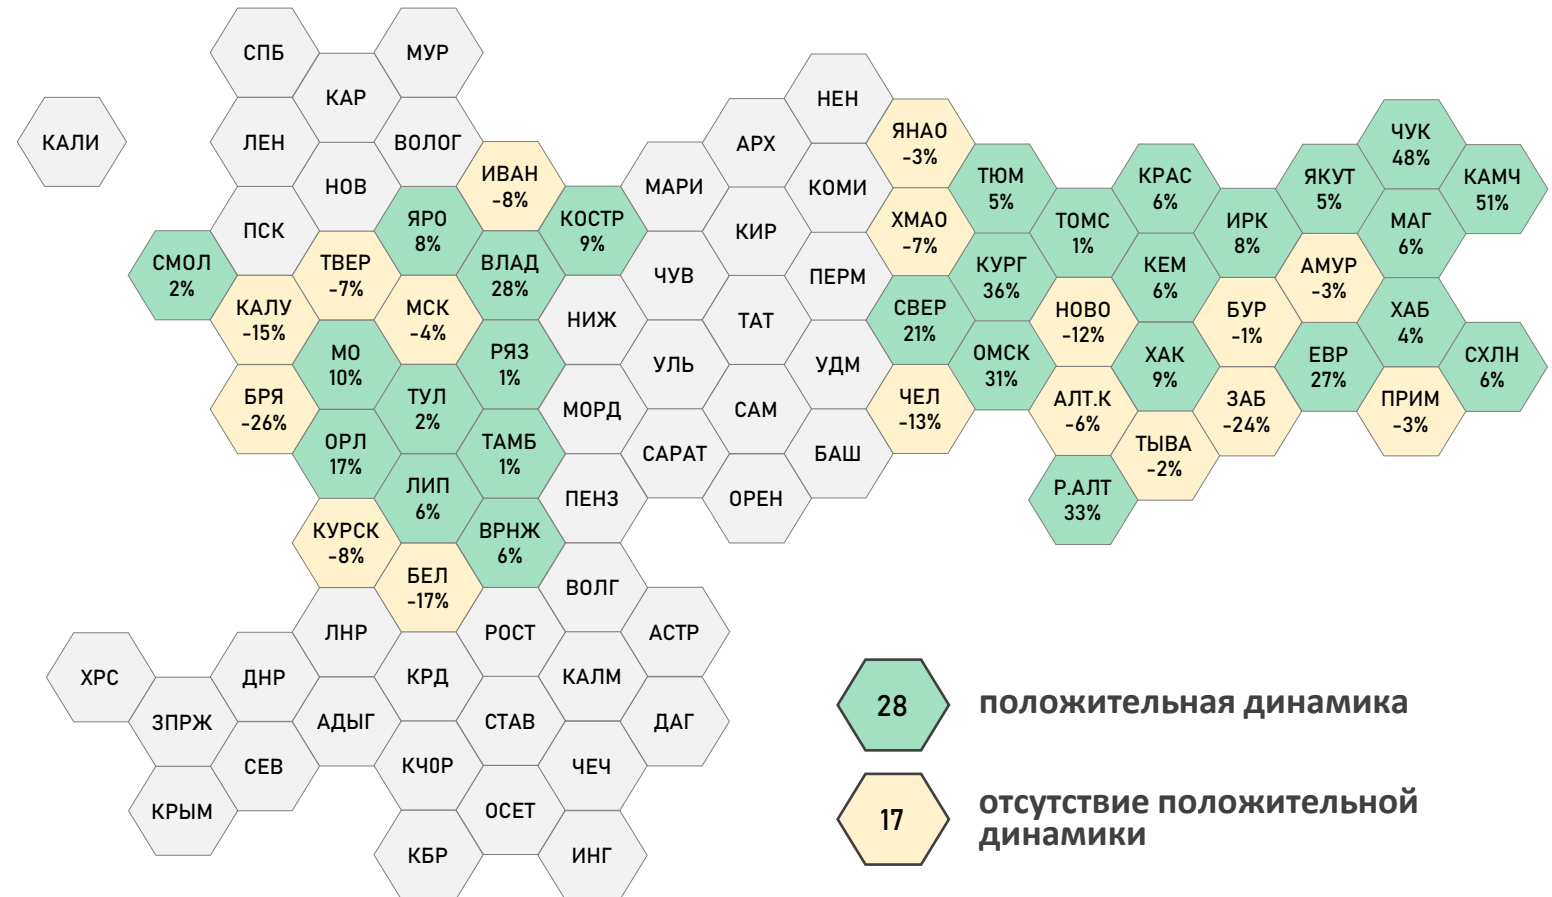 СПБ
МУР
КАР
НЕН
КАЛИ
ЛЕН
ВОЛОГ
АРХ
ЯНАО
-3%
ЧУК
48%
НОВ
ИВАН
-8%
МАРИ
КОМИ
ТЮМ
5%
КРАС
6%
ЯКУТ
5%
КАМЧ
51%
ПСК
ЯРО
8%
КОСТР
9%
КИР
ХМАО
-7%
ТОМС
1%
ИРК
8%
МАГ
6%
СМОЛ
2%
ТВЕР
-7%
ВЛАД
28%
ЧУВ
ПЕРМ
КУРГ
36%
КЕМ
6%
АМУР
-3%
КАЛУ
-15%
МСК
-4%
НИЖ
ТАТ
СВЕР
21%
НОВО
-12%
БУР
-1%
ХАБ
4%
МО
10%
РЯЗ
1%
УЛЬ
УДМ
ОМСК
31%
ХАК
9%
ЕВР
27%
СХЛН
6%
БРЯ
-26%
ТУЛ
2%
МОРД
САМ
ЧЕЛ
-13%
АЛТ.К
-6%
ЗАБ
-24%
ПРИМ
-3%
ОРЛ
17%
ТАМБ
1%
САРАТ
БАШ
ТЫВА
-2%
ЛИП
6%
ПЕНЗ
ОРЕН
Р.АЛТ
33%
КУРСК
-8%
ВРНЖ
6%
БЕЛ
-17%
ВОЛГ
ЛНР
РОСТ
АСТР
ХРС
ДНР
КРД
КАЛМ
ЗПРЖ
АДЫГ
СТАВ
ДАГ
СЕВ
КЧОР
ЧЕЧ
КРЫМ
ОСЕТ
КБР
ИНГ
28
положительная динамика
17
отсутствие положительной
динамики